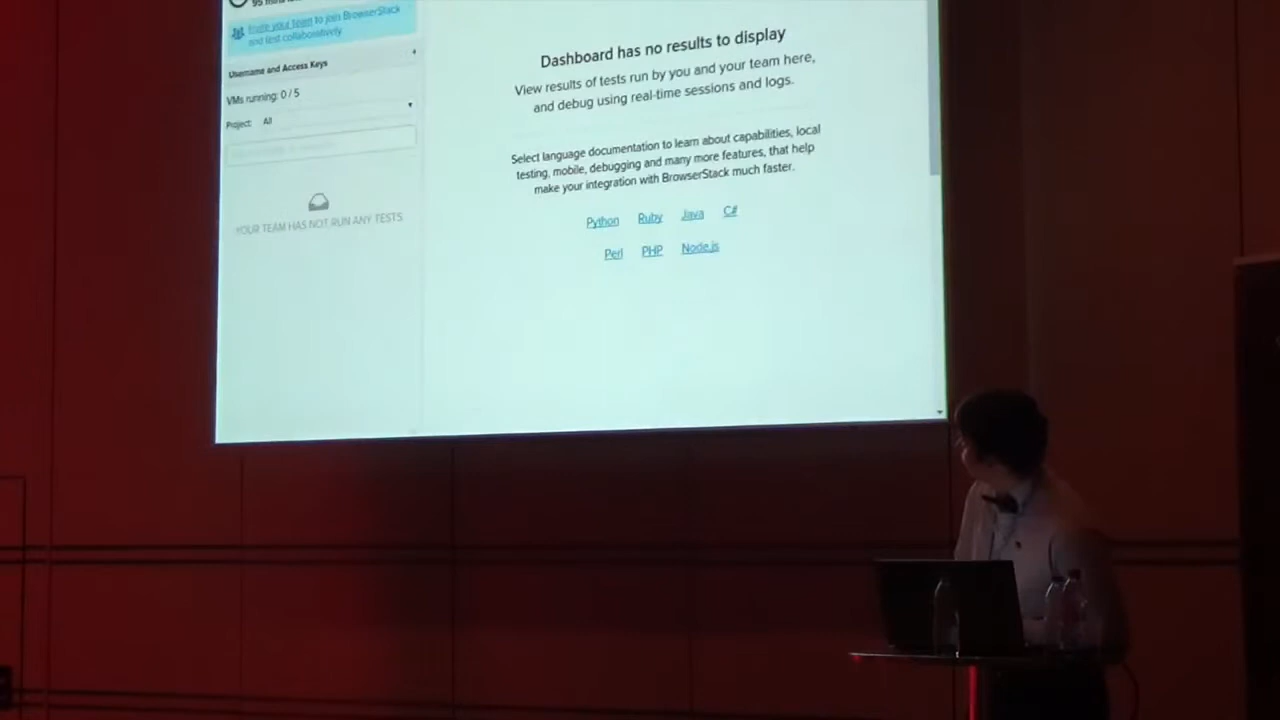 95 mins
Invite your team to join BrowserStack
and test collaboratively
Username and Access Keys
VMs running: 0 / 5
Project: All
YOUR TEAM HAS NOT RUN ANY TESTS
Dashboard has no results to display
View results of tests run by you and your team here,
and debug using real-time sessions and logs.
Select language documentation to learn about capabilities, local
testing, mobile, debugging and many more features, that help
make your integration with BrowserStack much faster.
Python Ruby Java C#
Perl PHP Node.js